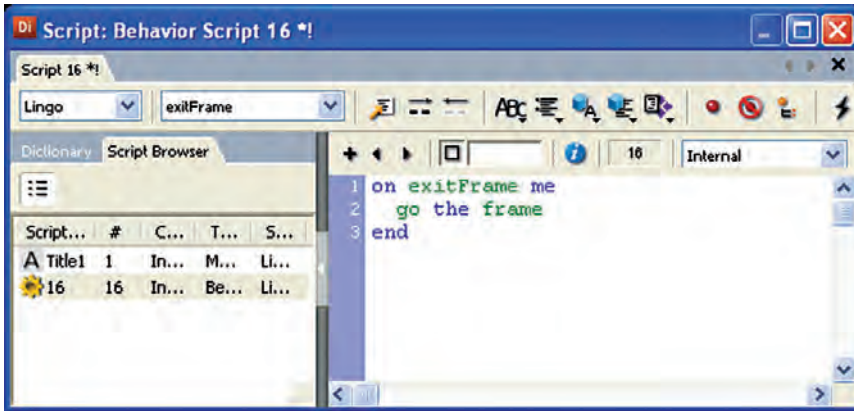 Di Script: Behavior Script 16 *!
Script 16 *!
Lingo exitFrame
Dictionary Script Browser
16 Internal
Script... # C... T... S...
A Title1 1 In... M... Li...
16 16 In... Be... Li...
1 on exitFrame me
2 go the frame
3 end